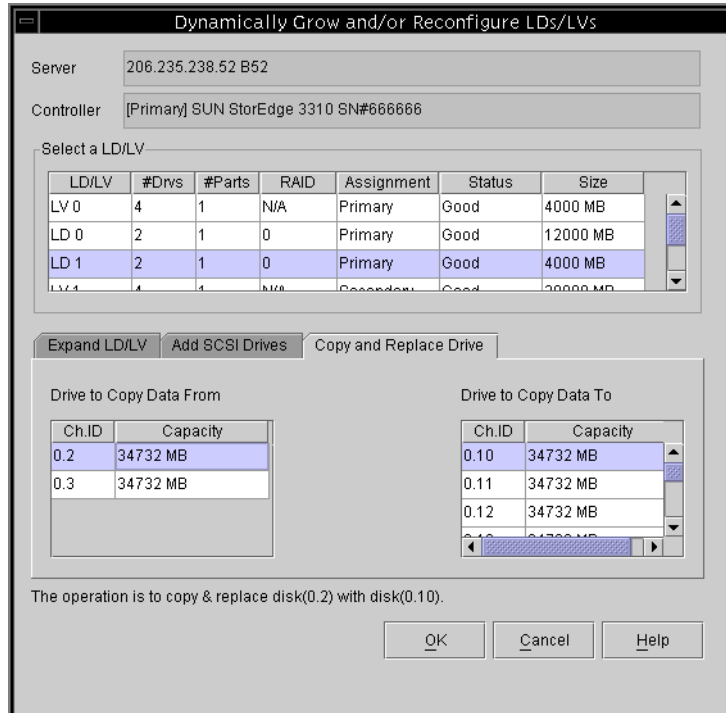 Dynamically Grow and/or Reconfigure LDs/LVs
Server 206.235.238.52 B52
Controller [Primary] SUN StorEdge 3310 SN#666666
Select a LD/LV
LD/LV #Drvs #Parts RAID Assignment Status Size
LV 0 4 1 N/A Primary Good 4000 MB
LD 0 2 1 0 Primary Good 12000 MB
LD 1 2 1 0 Primary Good 4000 MB
LV 1 4 1 N/A Secondary Good
Expand LD/LV Add SCSI Drives Copy and Replace Drive
Drive to Copy Data From Drive to Copy Data To
Ch.ID Capacity Ch.ID Capacity
0.2 34732 MB 0.10 34732 MB
0.3 34732 MB 0.11 34732 MB
0.12 34732 MB
The operation is to copy & replace disk(0.2) with disk(0.10).
OK Cancel Help